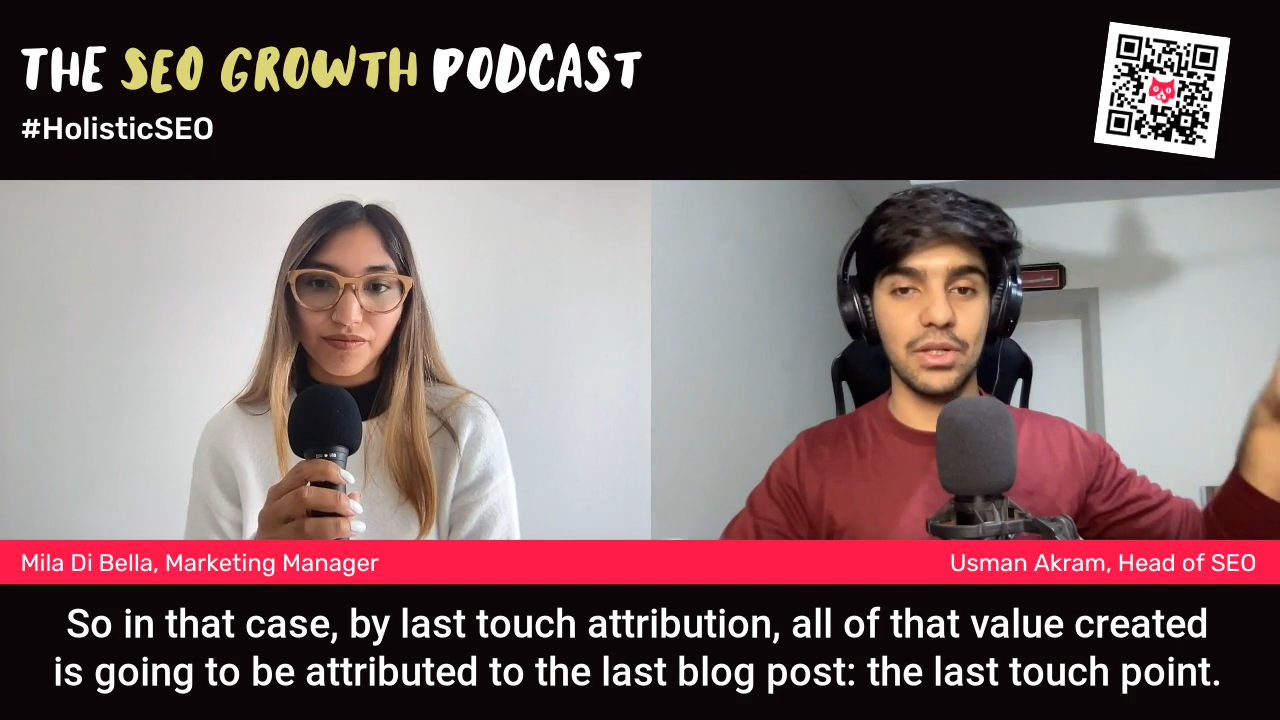 THE SEO GROWTH PODCAST
#HolisticSEO
Mila Di Bella, Marketing Manager
Usman Akram, Head of SEO
So in that case, by last touch attribution, all of that value created
is going to be attributed to the last blog post: the last touch point.